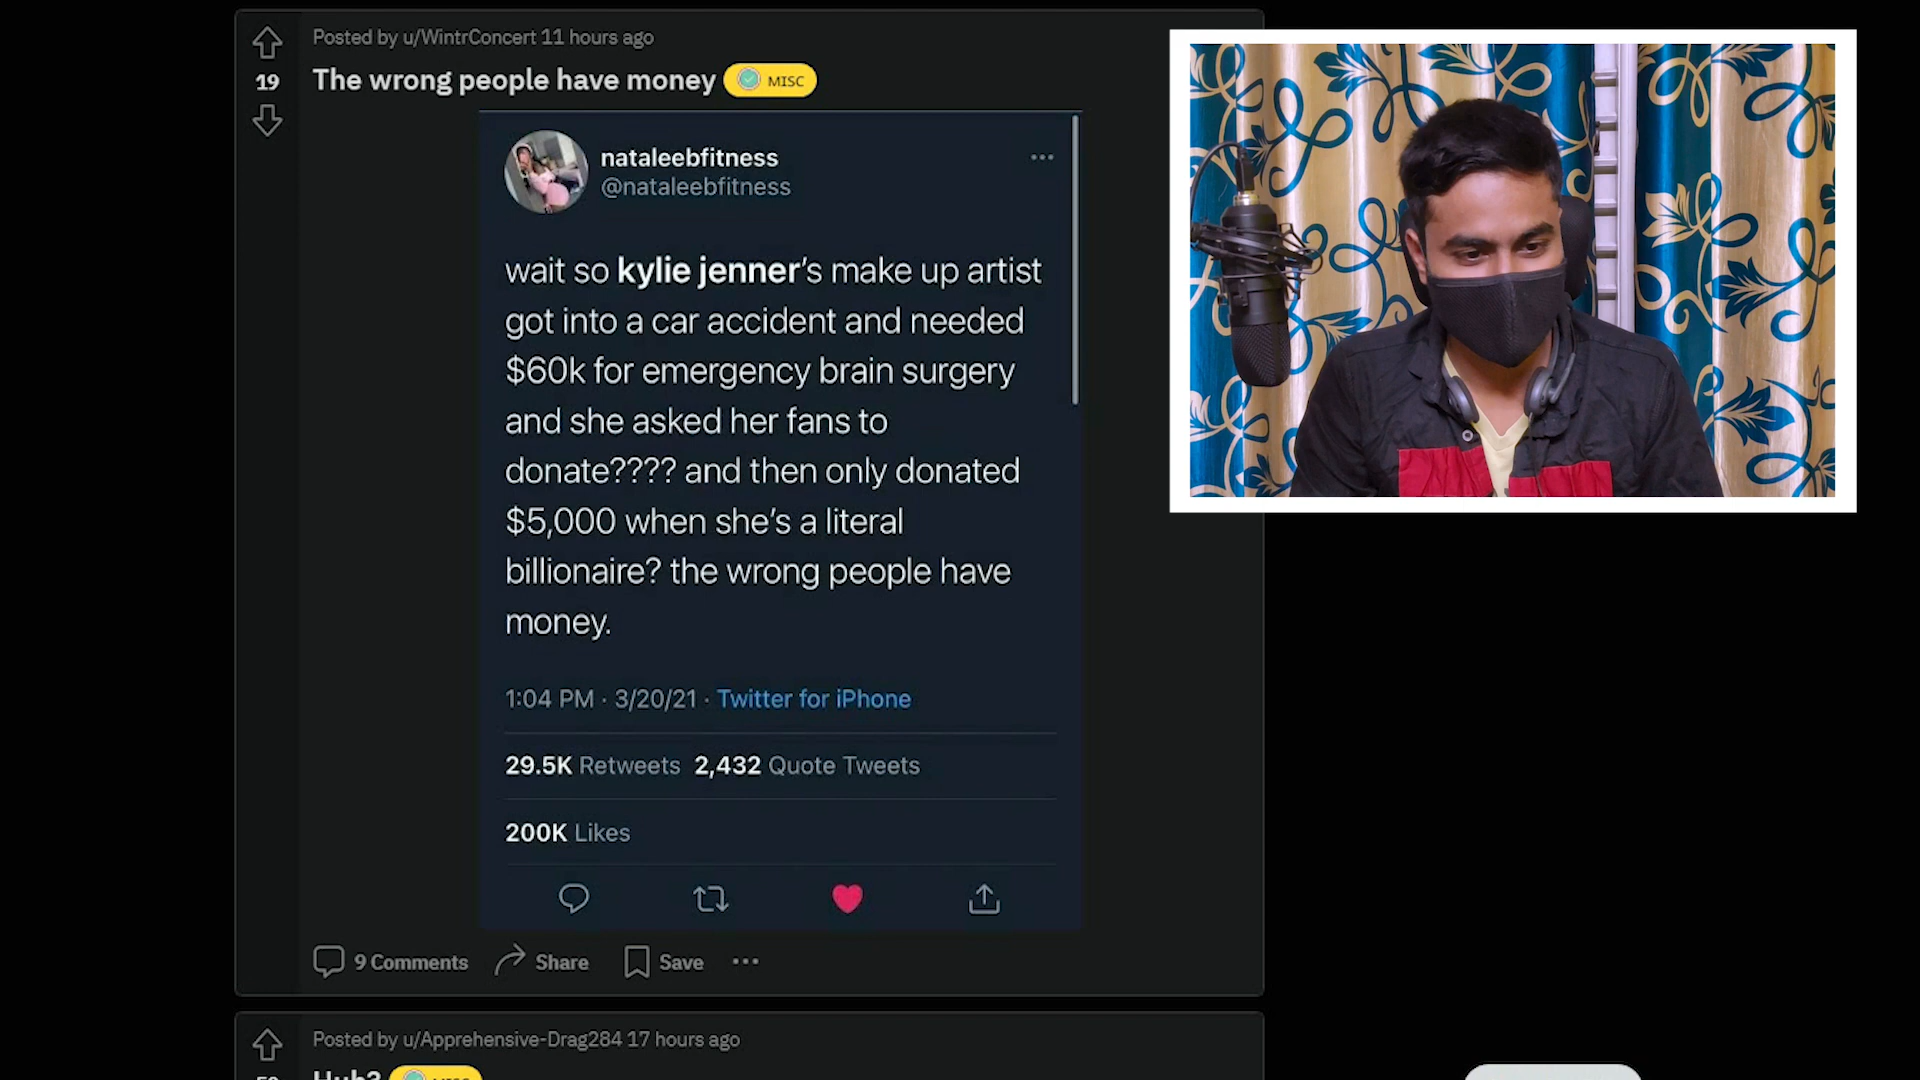 Posted by u/WintrConcert 11 hours ago
19
The wrong people have money MISC
nataleebfitness
@nataleebfitness
wait so kylie jenner's make up artist
got into a car accident and needed
$60k for emergency brain surgery
and she asked her fans to
donate???? and then only donated
$5,000 when she's a literal
billionaire? the wrong people have
money.
1:04 PM · 3/20/21 · Twitter for iPhone
29.5K Retweets 2,432 Quote Tweets
200K Likes
9 Comments Share Save
Posted by u/Apprehensive-Drag284 17 hours ago